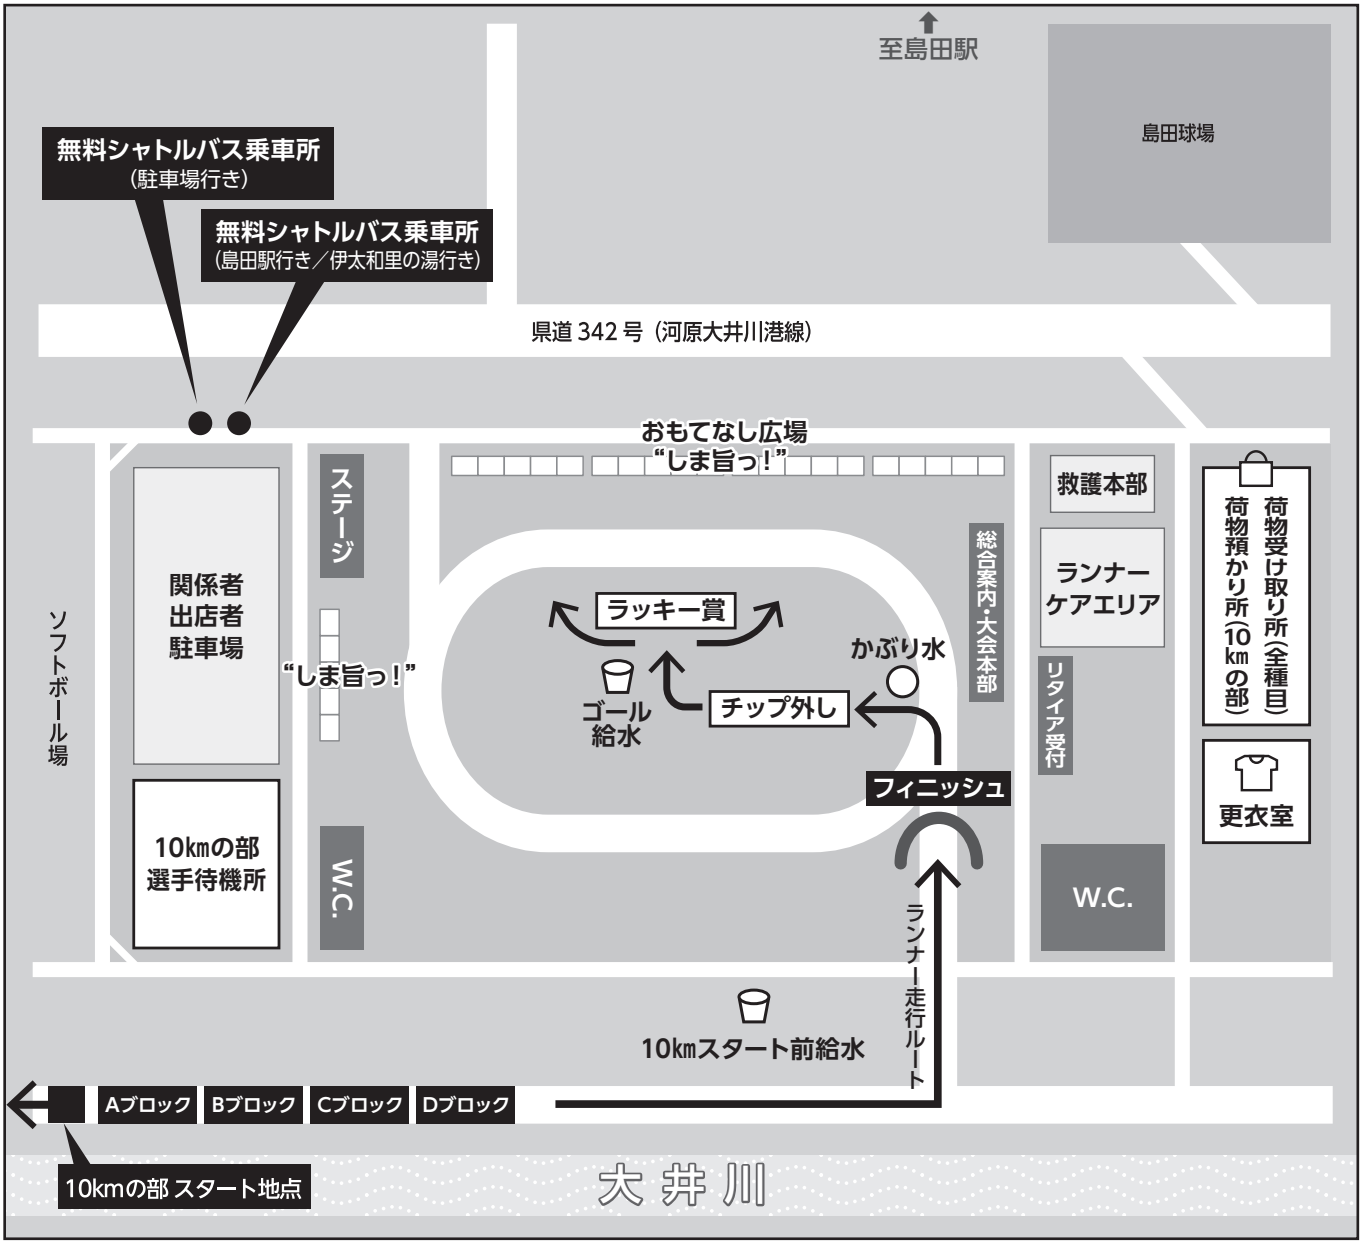 至島田駅
島田球場
無料シャトルバス乗車所
(駐車場行き)
無料シャトルバス乗車所
(島田駅行き／伊太和里の湯行き)
県道342号 (河原大井川港線)
おもてなし広場
“しま旨っ！”
ステージ
救護本部
荷物受け取り所(全種目)
荷物預かり所(10kmの部)
総合案内・大会本部
ランナー
ケアエリア
関係者
出店者
駐車場
ラッキー賞
かぶり水
ソフトボール場
“しま旨っ！”
リタイア受付
チップ外し
ゴール
給水
フィニッシュ
更衣室
10kmの部
選手待機所
W.C.
W.C.
ランナー走行ルート
10kmスタート前給水
Aブロック
Bブロック
Cブロック
Dブロック
10kmの部 スタート地点
大井川